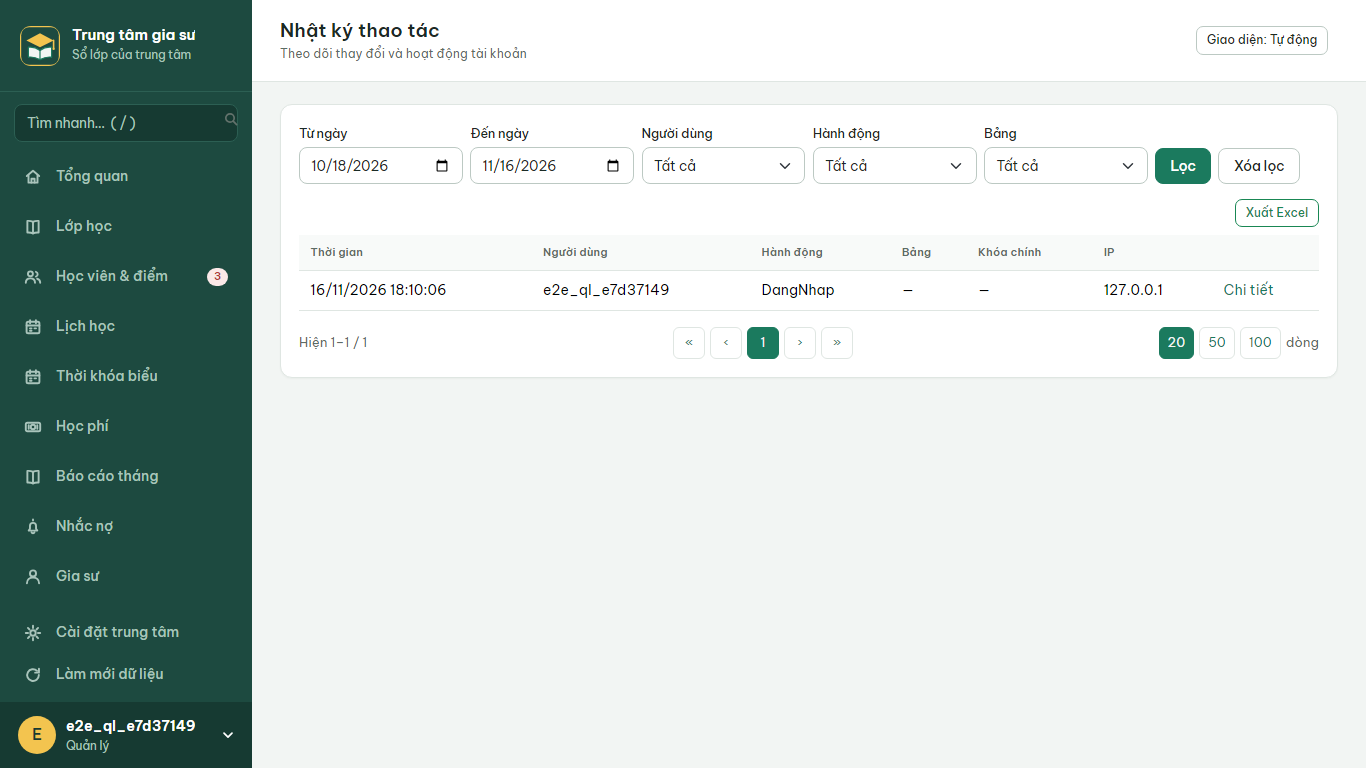 Trung tâm gia sư
Sổ lớp của trung tâm
Tìm nhanh... ( / )
Tổng quan
Lớp học
Học viên & điểm 3
Lịch học
Thời khóa biểu
Học phí
Báo cáo tháng
Nhắc nợ
Gia sư
Cài đặt trung tâm
Làm mới dữ liệu
E
e2e_ql_e7d37149
Quản lý
Nhật ký thao tác
Theo dõi thay đổi và hoạt động tài khoản
Giao diện: Tự động
Từ ngày Đến ngày Người dùng Hành động Bảng
10/18/2026 11/16/2026 Tất cả Tất cả Tất cả Lọc Xóa lọc
Xuất Excel
Thời gian Người dùng Hành động Bảng Khóa chính IP
16/11/2026 18:10:06 e2e_ql_e7d37149 DangNhap — — 127.0.0.1 Chi tiết
Hiện 1–1 / 1 « ‹ 1 › » 20 50 100 dòng